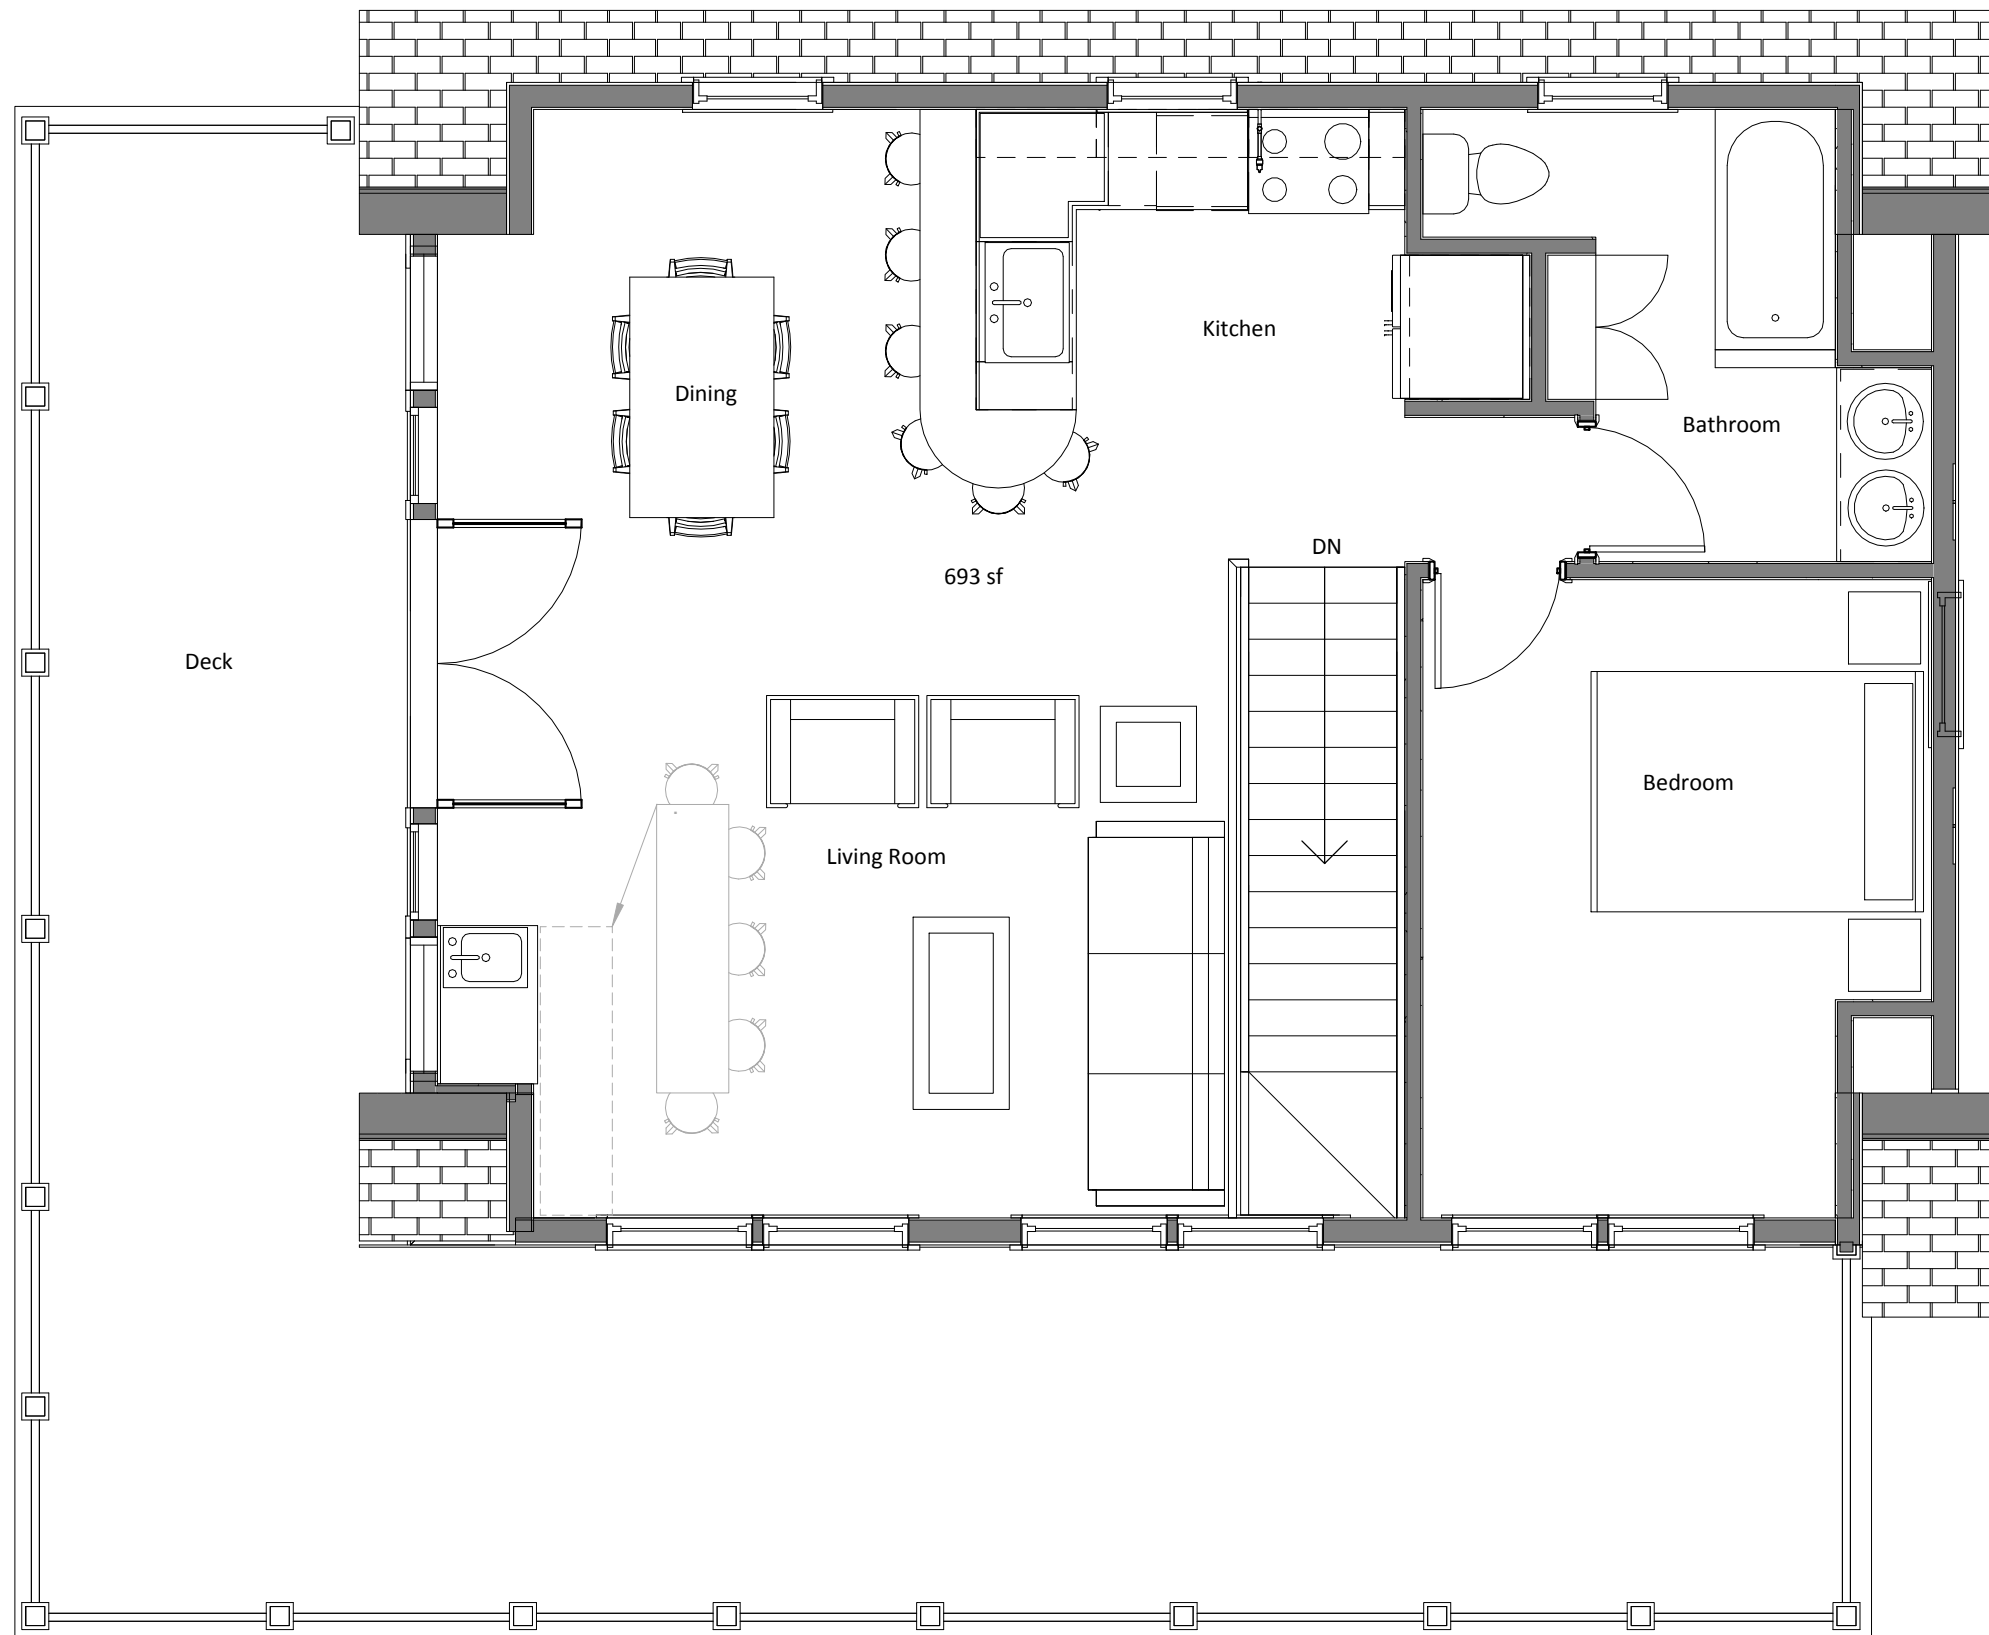 Kitchen
Dining
Bathroom
DN
693 sf
Deck
Bedroom
Living Room